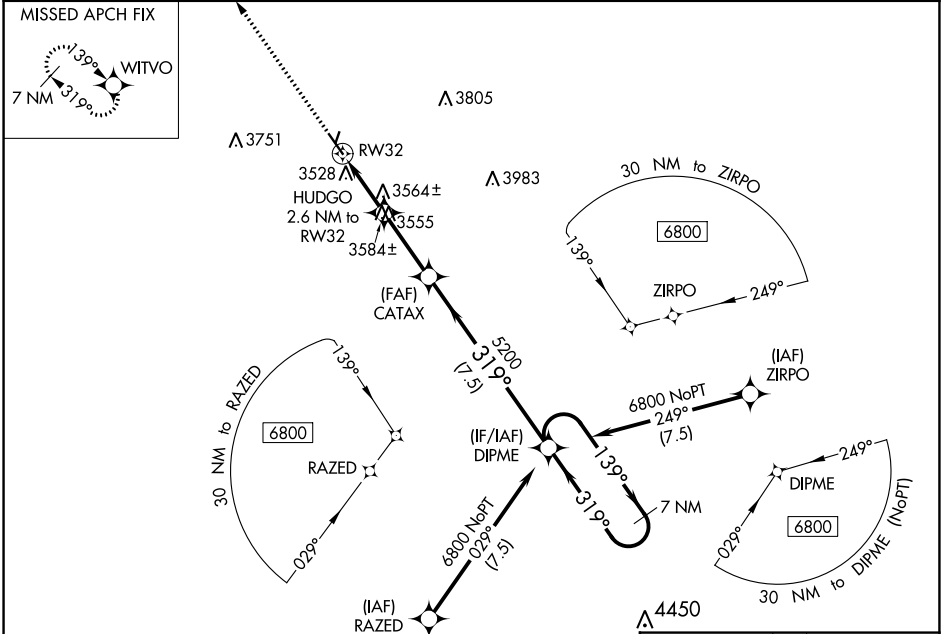 MISSED APCH FIX
139°
WITVO
7 NM
319°
3805
3751
RW32
3528
3983
3564±
HUDGO
2.6 NM to
RW32
3555
3584±
30 NM to ZIRPO
6800
139°
ZIRPO
249°
(FAF)
CATAX
5200
319°
(7.5)
(IAF)
ZIRPO
6800 NoPT
249°
(7.5)
30 NM to RAZED
139°
6800
RAZED
029°
(IF/IAF)
DIPME
139°
319°
7 NM
249°
DIPME
6800
029°
30 NM to DIPME (NoPT)
6800 NoPT
029°
(7.5)
(IAF)
RAZED
4450